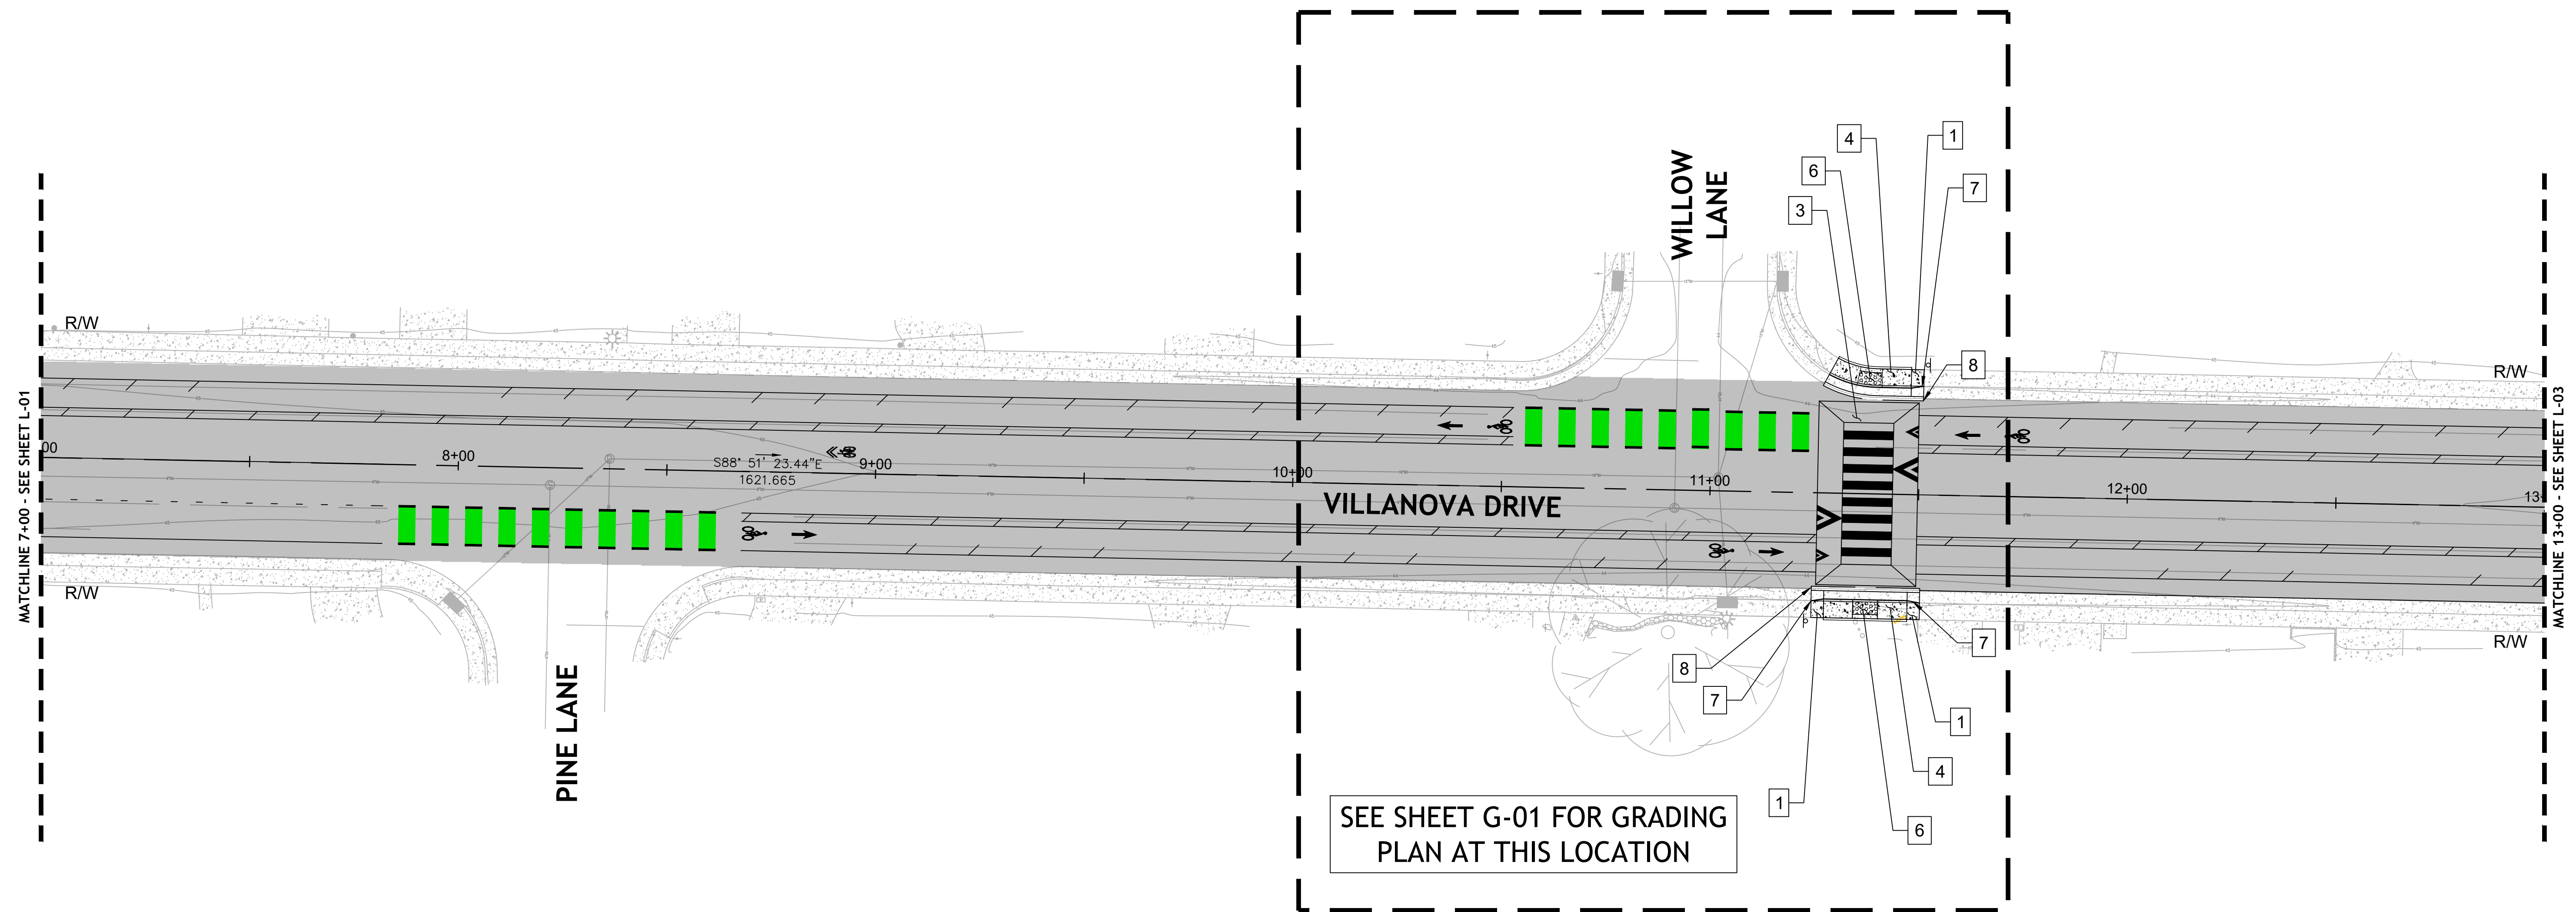 4
1
6
7
3
WILLOW
LANE
8
R/W
R/W
MATCHLINE 7+00 - SEE SHEET L-01
MATCHLINE 13+00 - SEE SHEET L-03
00
8+00
S88° 51' 23.44"E
1621.665
9+00
10+00
11+00
12+00
13
VILLANOVA DRIVE
R/W
R/W
PINE LANE
8
7
7
1
4
1
6
SEE SHEET G-01 FOR GRADING
PLAN AT THIS LOCATION